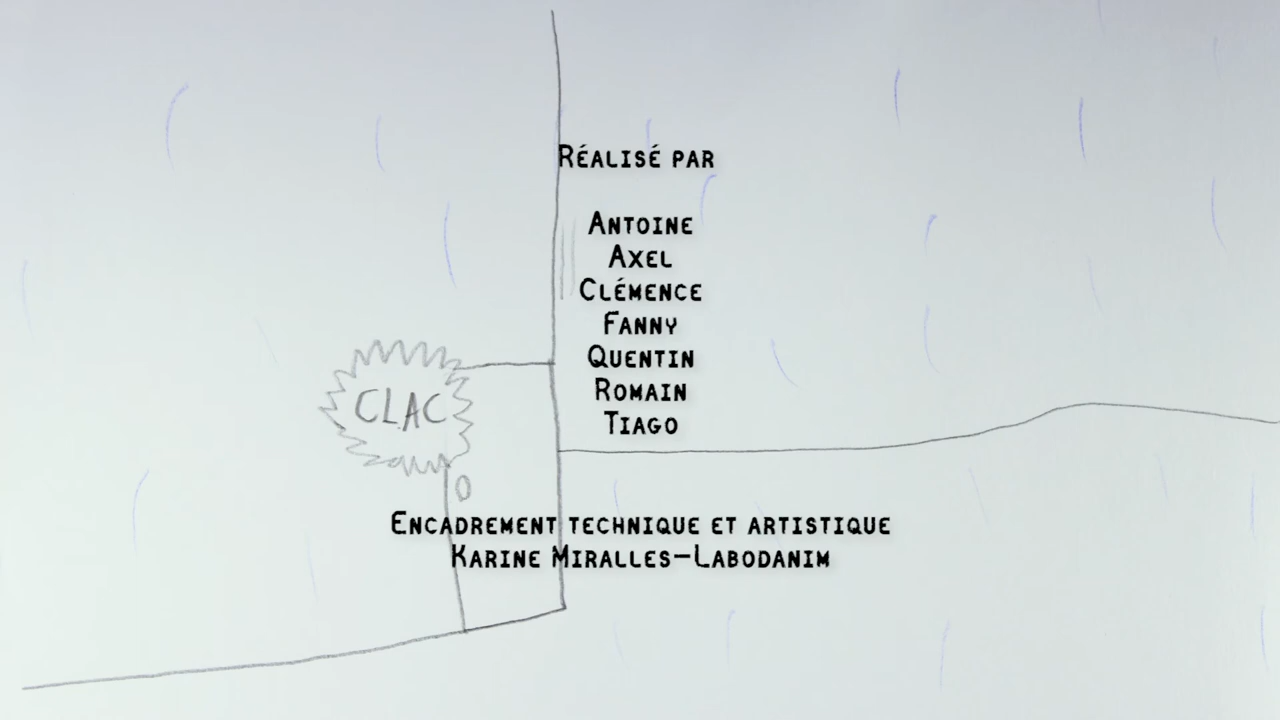 Réalisé par
Antoine
Axel
Clémence
Fanny
Quentin
Romain
Tiago
CLAC
Encadrement technique et artistique
Karine Miralles-Labodanim